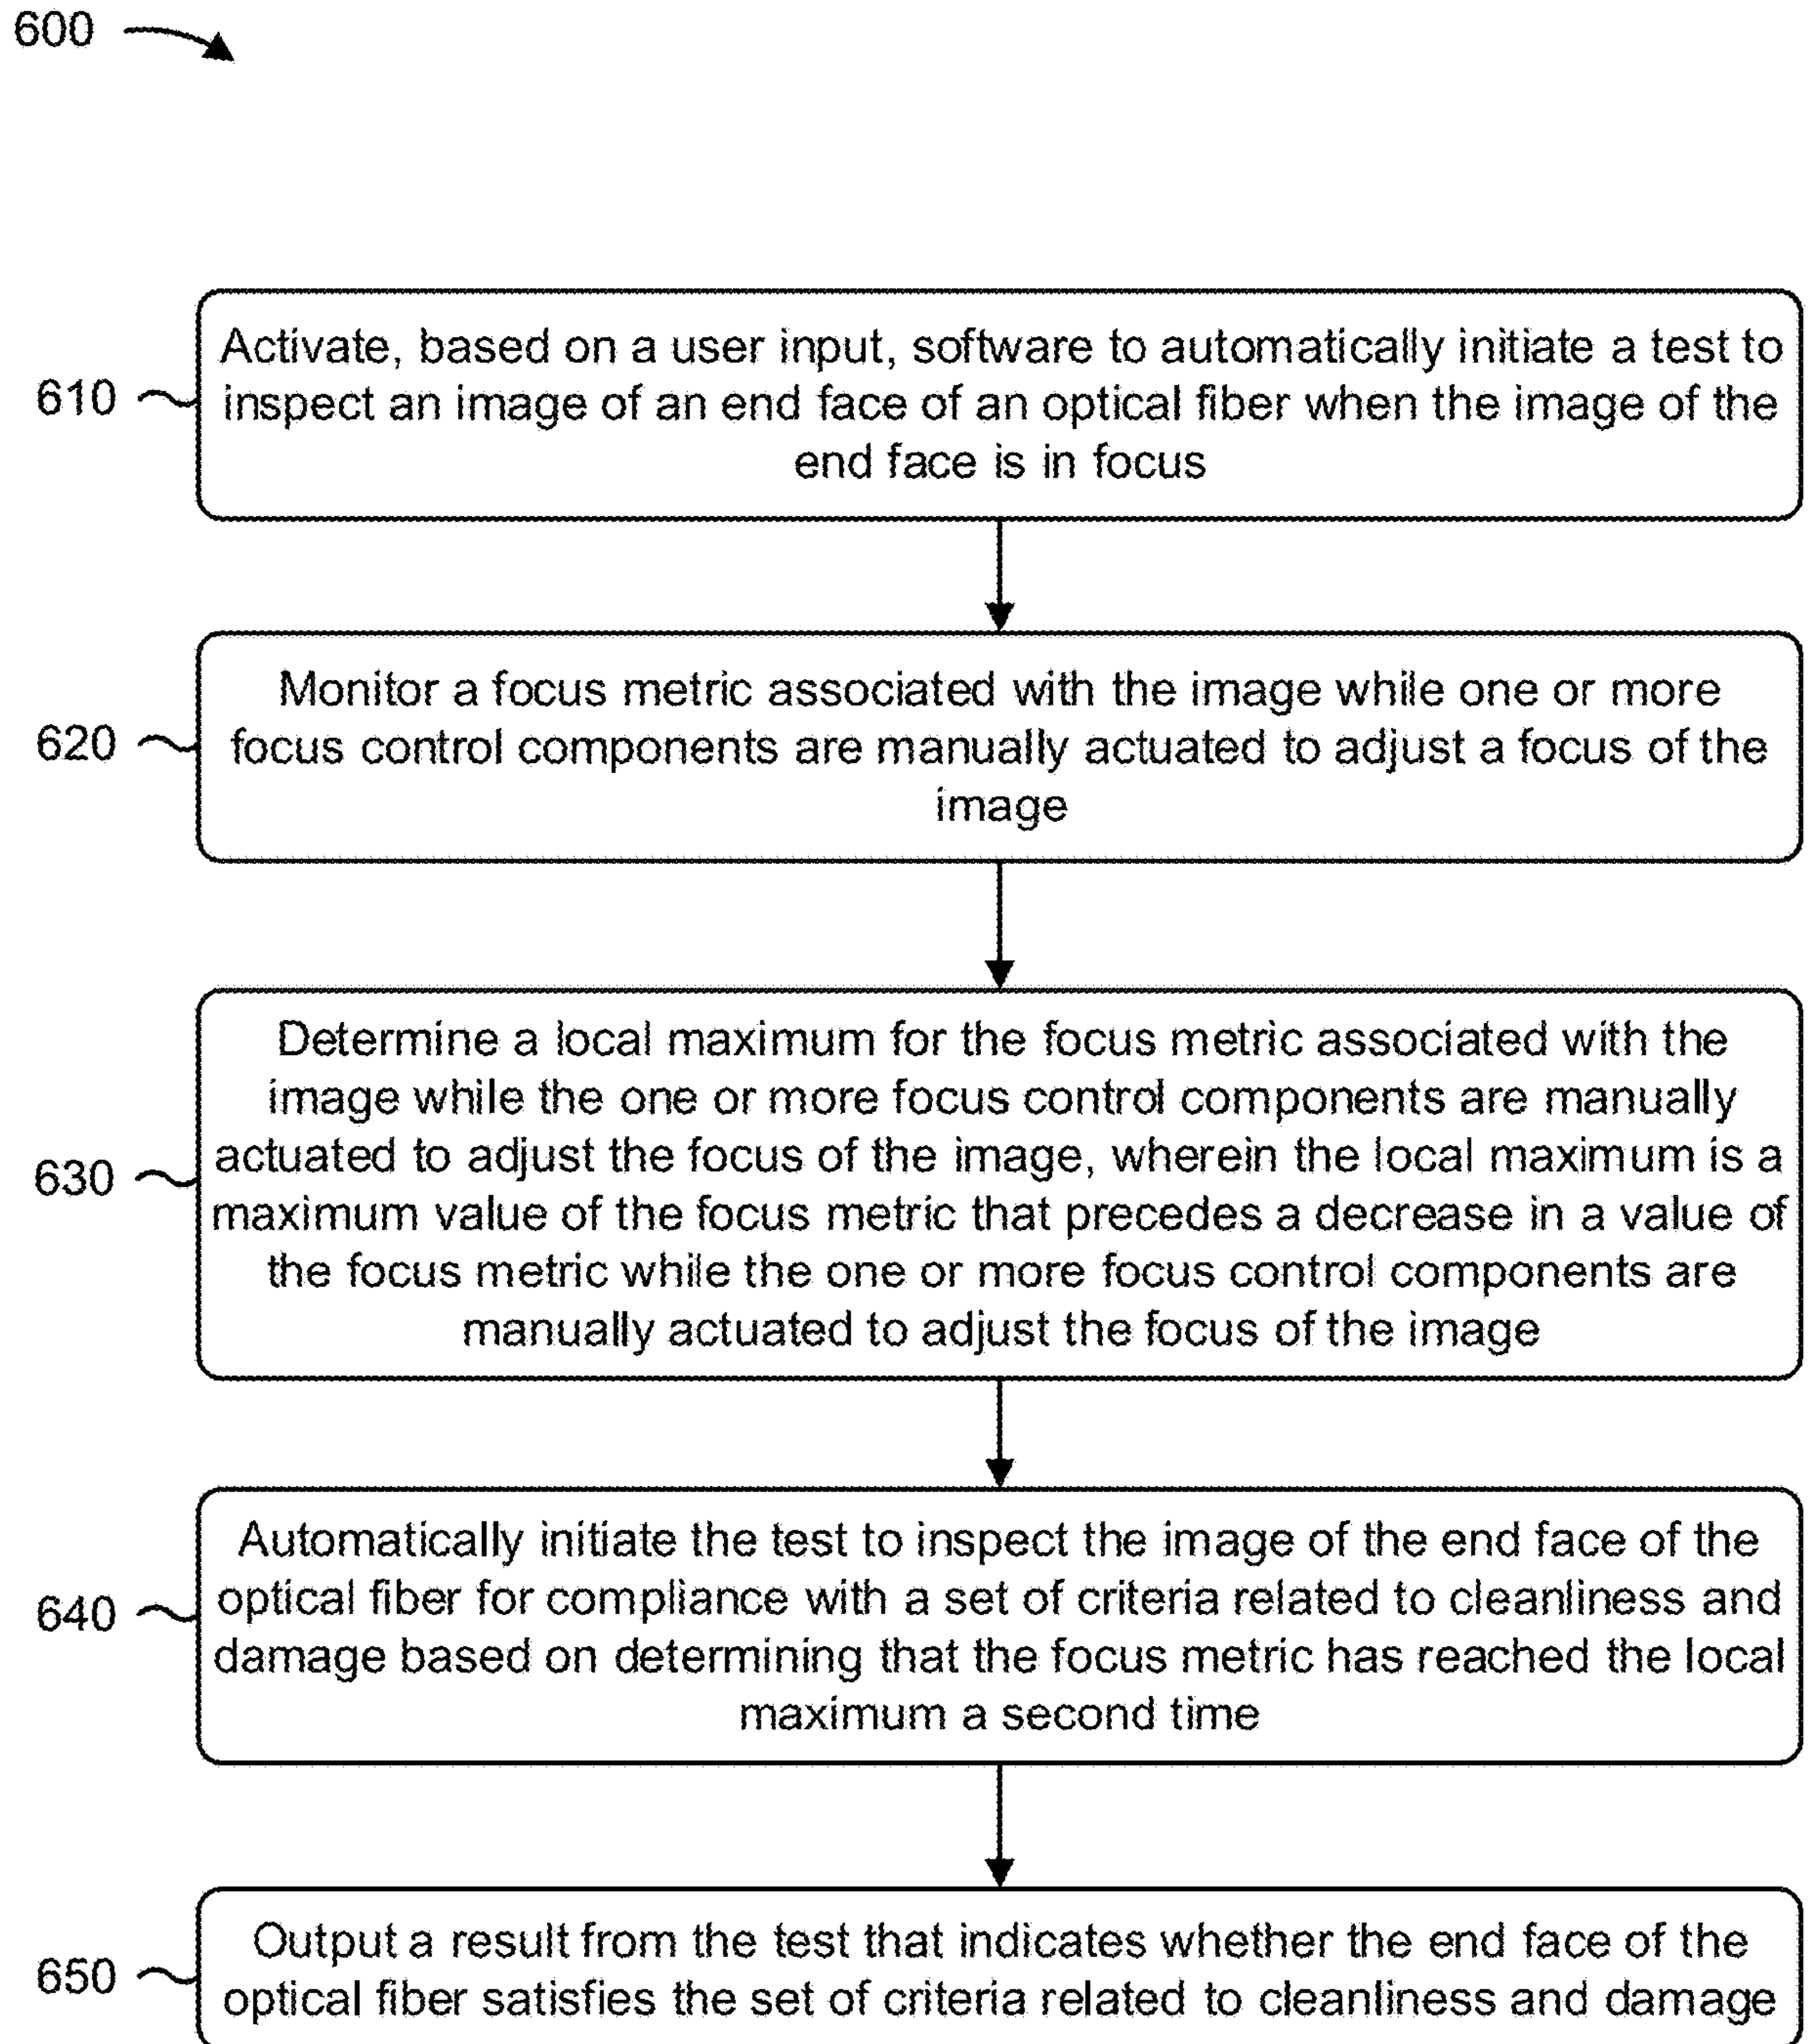 600
Activate, based on a user input, software to automatically initiate a test to
610
inspect an image of an end face of an optical fiber when the image of the
end face is in focus
Monitor a focus metric associated with the image while one or more
620
focus control components are manually actuated to adjust a focus of the
image
Determine a local maximum for the focus metric associated with the
image while the one or more focus control components are manually
actuated to adjust the focus of the image, wherein the local maximum is a
630
maximum value of the focus metric that precedes a decrease in a value of
the focus metric while the one or more focus control components are
manually actuated to adjust the focus of the image
Automatically initiate the test to inspect the image of the end face of the
optical fiber for compliance with a set of criteria related to cleanliness and
640
damage based on determining that the focus metric has reached the local
maximum a second time
Output a result from the test that indicates whether the end face of the
650
optical fiber satisfies the set of criteria related to cleanliness and damage